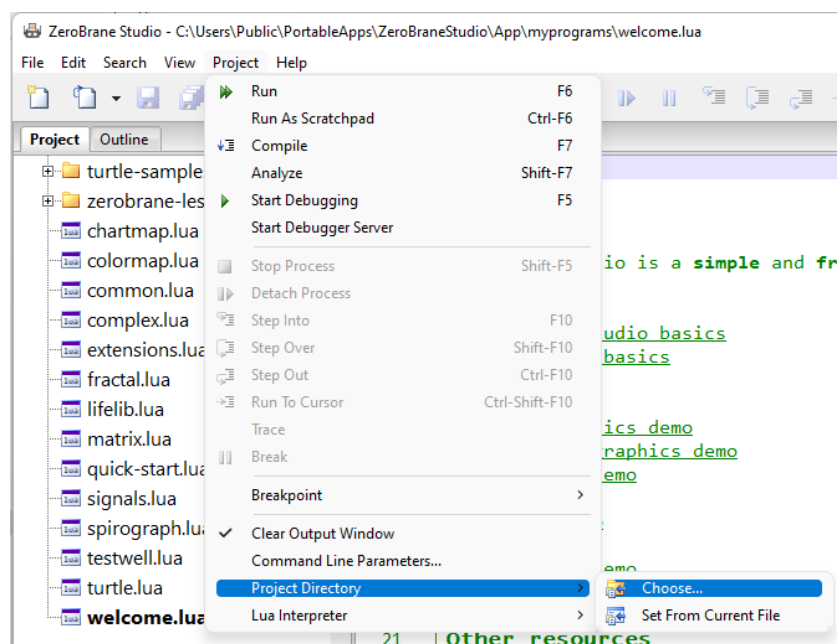 ZeroBrane Studio - C:\Users\Public\PortableApps\ZeroBraneStudio\App\myprograms\welcome.lua
File Edit Search View Project Help
Project Outline
turtle-sample
zerobrane-les
chartmap.lua
colormap.lua
common.lua
complex.lua
extensions.lua
fractal.lua
lifelib.lua
matrix.lua
quick-start.lua
signals.lua
spirograph.lua
testwell.lua
turtle.lua
welcome.lua
Run F6
Run As Scratchpad Ctrl-F6
Compile F7
Analyze Shift-F7
Start Debugging F5
Start Debugger Server
Stop Process Shift-F5
Detach Process
Step Into F10
Step Over Shift-F10
Step Out Ctrl-F10
Run To Cursor Ctrl-Shift-F10
Trace
Break
Breakpoint
Clear Output Window
Command Line Parameters...
Project Directory
Lua Interpreter
Choose...
Set From Current File
io is a simple and fr
udio basics
basics
ics demo
raphics demo
emo
emo
21 Other resources